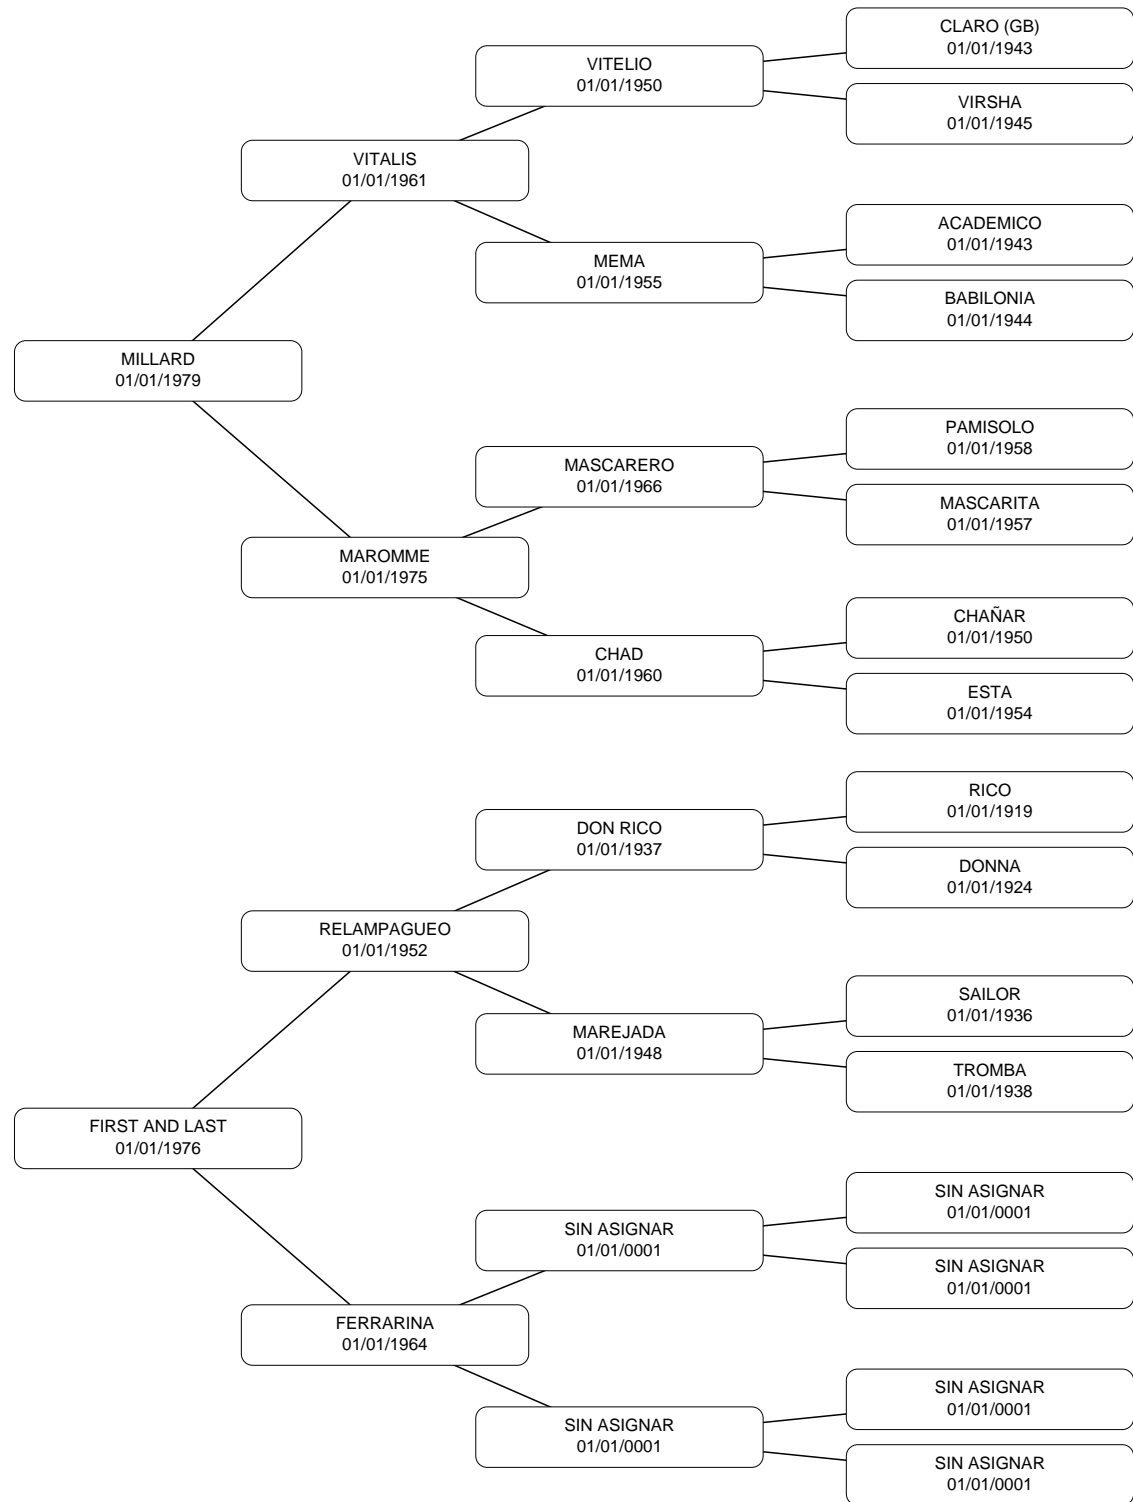 CLARO (GB)
01/01/1943
VITELIO
01/01/1950
VIRSHA
01/01/1945
VITALIS
01/01/1961
ACADEMICO
01/01/1943
MEMA
01/01/1955
BABILONIA
01/01/1944
MILLARD
01/01/1979
PAMISOLO
01/01/1958
MASCARERO
01/01/1966
MASCARITA
01/01/1957
MAROMME
01/01/1975
CHAÑAR
01/01/1950
CHAD
01/01/1960
ESTA
01/01/1954
RICO
01/01/1919
DON RICO
01/01/1937
DONNA
01/01/1924
RELAMPAGUEO
01/01/1952
SAILOR
01/01/1936
MAREJADA
01/01/1948
TROMBA
01/01/1938
FIRST AND LAST
01/01/1976
SIN ASIGNAR
01/01/0001
SIN ASIGNAR
01/01/0001
SIN ASIGNAR
01/01/0001
FERRARINA
01/01/1964
SIN ASIGNAR
01/01/0001
SIN ASIGNAR
01/01/0001
SIN ASIGNAR
01/01/0001